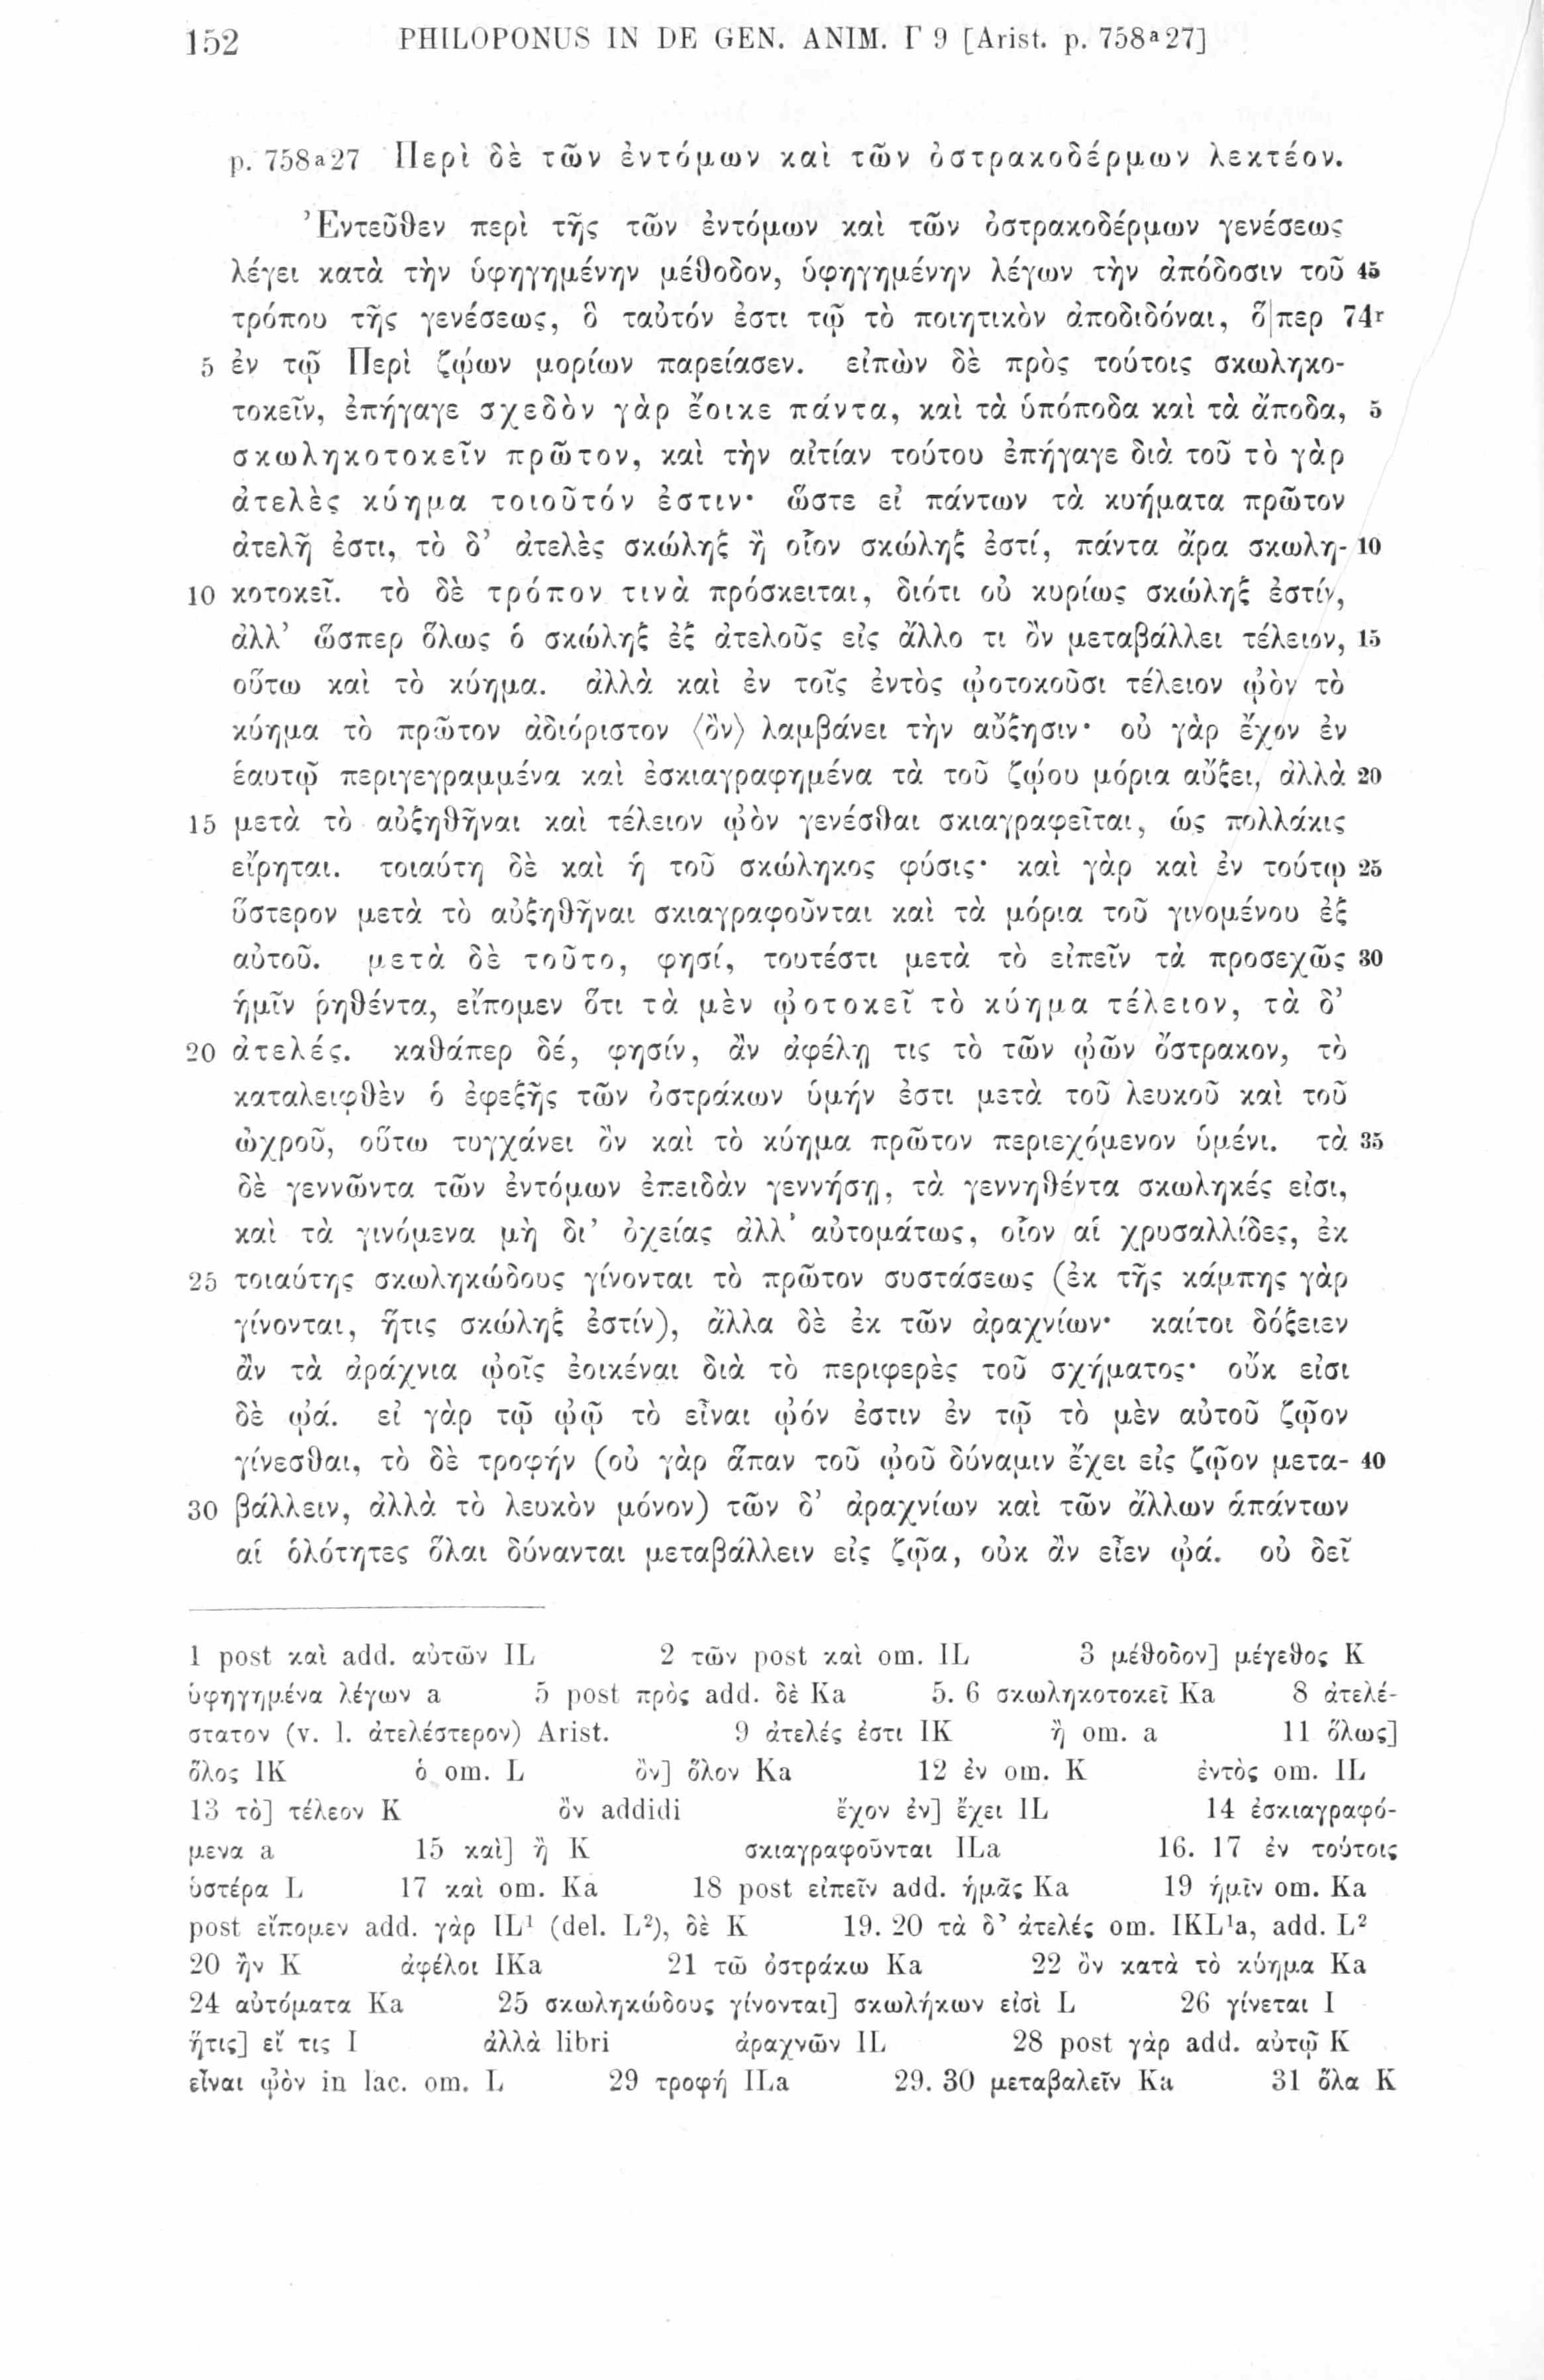 152 PHILOPONUS IN DE GEN. ANIM. Γ 9 [Arist. p. 758ᵃ27]
p. 758ᵃ27 Περὶ δὲ τῶν ἐντόμων καὶ τῶν ὀστρακοδέρμων λεκτέον.
Ἐντεῦθεν περὶ τῆς τῶν ἐντόμων καὶ τῶν ὀστρακοδέρμων γενέσεως
λέγει κατὰ τὴν ὑφηγημένην μέθοδον, ὑφηγημένην λέγων τὴν ἀπόδοσιν τοῦ 45
τρόπου τῆς γενέσεως, ὃ ταὐτόν ἐστι τῷ τὸ ποιητικὸν ἀποδιδόναι, ὅ|περ 74ʳ
5 ἐν τῷ Περὶ ζῴων μορίων παρείασεν. εἰπὼν δὲ πρὸς τούτοις σκωληκο-
τοκεῖν, ἐπήγαγε σχεδὸν γὰρ ἔοικε πάντα, καὶ τὰ ὑπόποδα καὶ τὰ ἄποδα, 5
σκωληκοτοκεῖν πρῶτον, καὶ τὴν αἰτίαν τούτου ἐπήγαγε διὰ τοῦ τὸ γὰρ
ἀτελὲς κύημα τοιοῦτόν ἐστιν· ὥστε εἰ πάντων τὰ κυήματα πρῶτον
ἀτελῆ ἐστι, τὸ δ’ ἀτελὲς σκώληξ ἢ οἷον σκώληξ ἐστί, πάντα ἄρα σκωλη- 10
10 κοτοκεῖ. τὸ δὲ τρόπον τινὰ πρόσκειται, διότι οὐ κυρίως σκώληξ ἐστίν,
ἀλλ’ ὥσπερ ὅλως ὁ σκώληξ ἐξ ἀτελοῦς εἰς ἄλλο τι ὂν μεταβάλλει τέλειον, 15
οὕτω καὶ τὸ κύημα. ἀλλὰ καὶ ἐν τοῖς ἐντὸς ᾠοτοκοῦσι τέλειον ᾠὸν τὸ
κύημα τὸ πρῶτον ἀδιόριστον ⟨ὂν⟩ λαμβάνει τὴν αὔξησιν· οὐ γὰρ ἔχον ἐν
ἑαυτῷ περιγεγραμμένα καὶ ἐσκιαγραφημένα τὰ τοῦ ζῴου μόρια αὔξει, ἀλλὰ 20
15 μετὰ τὸ αὐξηθῆναι καὶ τέλειον ᾠὸν γενέσθαι σκιαγραφεῖται, ὡς πολλάκις
εἴρηται. τοιαύτη δὲ καὶ ἡ τοῦ σκώληκος φύσις· καὶ γὰρ καὶ ἐν τούτῳ 25
ὕστερον μετὰ τὸ αὐξηθῆναι σκιαγραφοῦνται καὶ τὰ μόρια τοῦ γινομένου ἐξ
αὐτοῦ. μετὰ δὲ τοῦτο, φησί, τουτέστι μετὰ τὸ εἰπεῖν τὰ προσεχῶς 30
ἡμῖν ῥηθέντα, εἴπομεν ὅτι τὰ μὲν ᾠοτοκεῖ τὸ κύημα τέλειον, τὰ δ’
20 ἀτελές. καθάπερ δέ, φησίν, ἂν ἀφέλῃ τις τὸ τῶν ᾠῶν ὄστρακον, τὸ
καταλειφθὲν ὁ ἐφεξῆς τῶν ὀστράκων ὑμήν ἐστι μετὰ τοῦ λευκοῦ καὶ τοῦ
ὠχροῦ, οὕτω τυγχάνει ὂν καὶ τὸ κύημα πρῶτον περιεχόμενον ὑμένι. τὰ 35
δὲ γεννῶντα τῶν ἐντόμων ἐπειδὰν γεννήσῃ, τὰ γεννηθέντα σκωληκές εἰσι,
καὶ τὰ γινόμενα μὴ δι’ ὀχείας ἀλλ’ αὐτομάτως, οἷον αἱ χρυσαλλίδες, ἐκ
25 τοιαύτης σκωληκώδους γίνονται τὸ πρῶτον συστάσεως (ἐκ τῆς κάμπης γὰρ
γίνονται, ἥτις σκώληξ ἐστίν), ἄλλα δὲ ἐκ τῶν ἀραχνίων· καίτοι δόξειεν
ἂν τὰ ἀράχνια ᾠοῖς ἐοικέναι διὰ τὸ περιφερὲς τοῦ σχήματος· οὔκ εἰσι
δὲ ᾠά. εἰ γὰρ τῷ ᾠῷ τὸ εἶναι ᾠόν ἐστιν ἐν τῷ τὸ μὲν αὐτοῦ ζῷον
γίνεσθαι, τὸ δὲ τροφήν (οὐ γὰρ ἅπαν τοῦ ᾠοῦ δύναμιν ἔχει εἰς ζῷον μετα- 40
30 βάλλειν, ἀλλὰ τὸ λευκὸν μόνον) τῶν δ’ ἀραχνίων καὶ τῶν ἄλλων ἁπάντων
αἱ ὁλότητες ὅλαι δύνανται μεταβάλλειν εἰς ζῷα, οὐκ ἂν εἶεν ᾠά. οὐ δεῖ
1 post καὶ add. αὐτῶν IL 2 τῶν post καὶ om. IL 3 μέθοδον] μέγεθος K
ὑφηγημένα λέγων a 5 post πρὸς add. δὲ Ka 5. 6 σκωληκοτοκεῖ Ka 8 ἀτελέ-
στατον (v. l. ἀτελέστερον) Arist. 9 ἀτελές ἐστι IK ἢ om. a 11 ὅλως]
ὅλος IK ὁ om. L ὂν] ὅλον Ka 12 ἐν om. K ἐντὸς om. IL
13 τὸ] τέλεον K ὂν addidi ἔχον ἐν] ἔχει IL 14 ἐσκιαγραφό-
μενα a 15 καὶ] ἢ K σκιαγραφοῦνται ILa 16. 17 ἐν τούτοις
ὑστέρα L 17 καὶ om. Ka 18 post εἰπεῖν add. ἡμᾶς Ka 19 ἡμῖν om. Ka
post εἴπομεν add. γὰρ IL¹ (del. L²), δὲ K 19. 20 τὰ δ’ ἀτελές om. IKL¹a, add. L²
20 ἢν K ἀφέλοι IKa 21 τῶ ὀστράκω Ka 22 ὂν κατὰ τὸ κύημα Ka
24 αὐτόματα Ka 25 σκωληκώδους γίνονται] σκωλήκων εἰσὶ L 26 γίνεται I
ἥτις] εἴ τις I ἀλλὰ libri ἀραχνῶν IL 28 post γὰρ add. αὐτῷ K
εἶναι ᾠὸν in lac. om. L 29 τροφή ILa 29. 30 μεταβαλεῖν Ka 31 ὅλα K